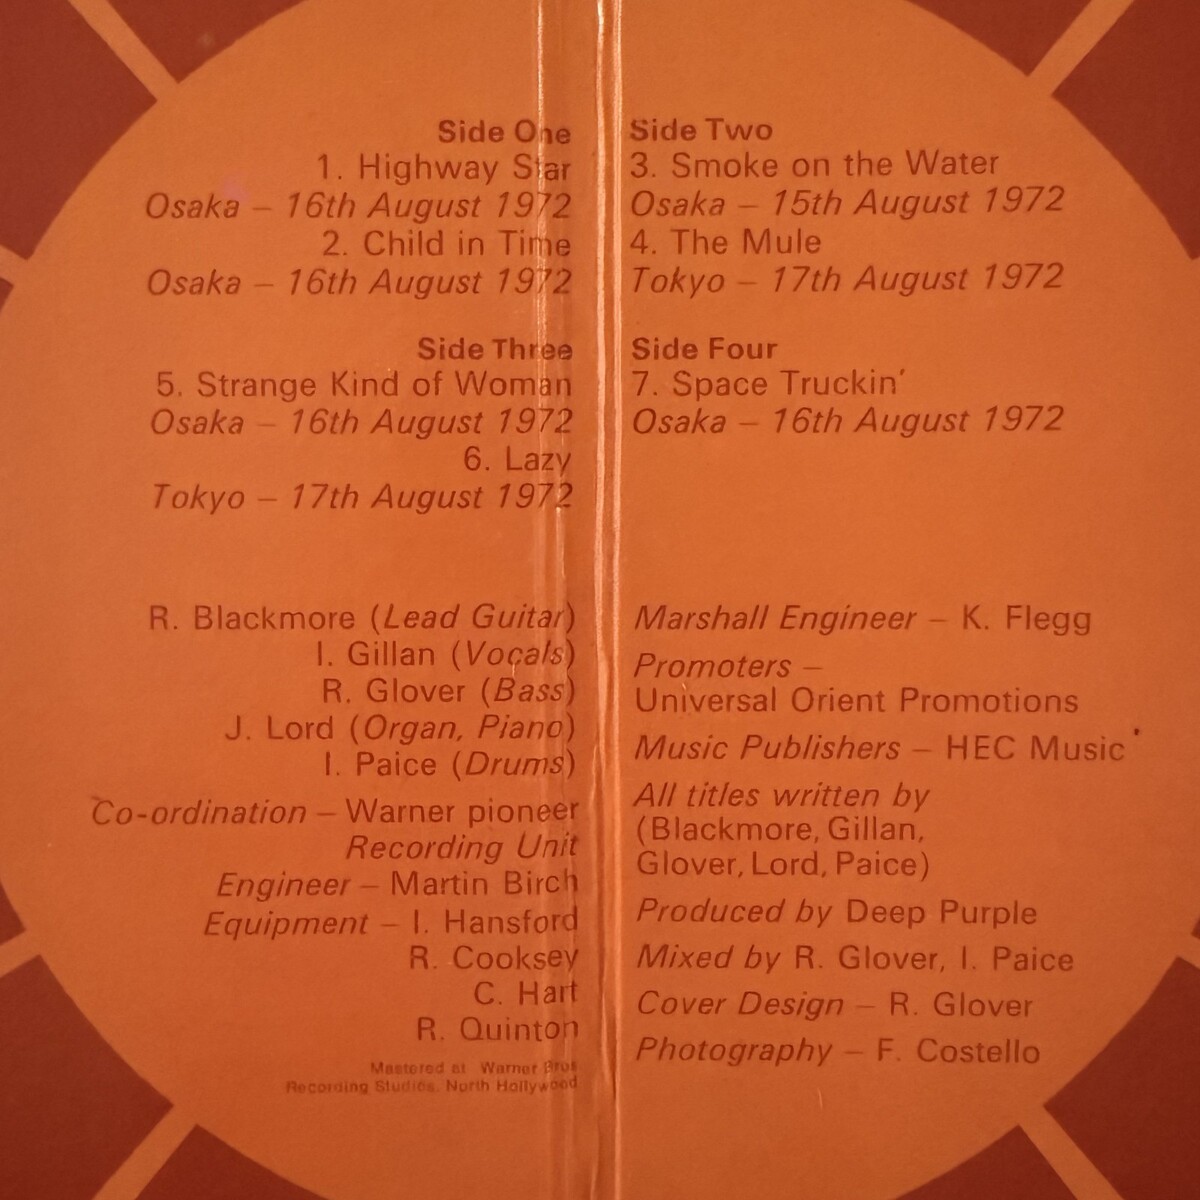 Side One
1. Highway Star
Osaka – 16th August 1972
2. Child in Time
Osaka – 16th August 1972
Side Two
3. Smoke on the Water
Osaka – 15th August 1972
4. The Mule
Tokyo – 17th August 1972
Side Three
5. Strange Kind of Woman
Osaka – 16th August 1972
6. Lazy
Tokyo – 17th August 1972
Side Four
7. Space Truckin'
Osaka – 16th August 1972
R. Blackmore (Lead Guitar)
I. Gillan (Vocals)
R. Glover (Bass)
J. Lord (Organ, Piano)
I. Paice (Drums)
Co-ordination – Warner pioneer
Recording Unit
Engineer – Martin Birch
Equipment – I. Hansford
R. Cooksey
C. Hart
R. Quinton
Mastered at Warner Bros
Recording Studios, North Hollywood
Marshall Engineer – K. Flegg
Promoters –
Universal Orient Promotions
Music Publishers – HEC Music
All titles written by
(Blackmore, Gillan,
Glover, Lord, Paice)
Produced by Deep Purple
Mixed by R. Glover, I. Paice
Cover Design – R. Glover
Photography – F. Costello